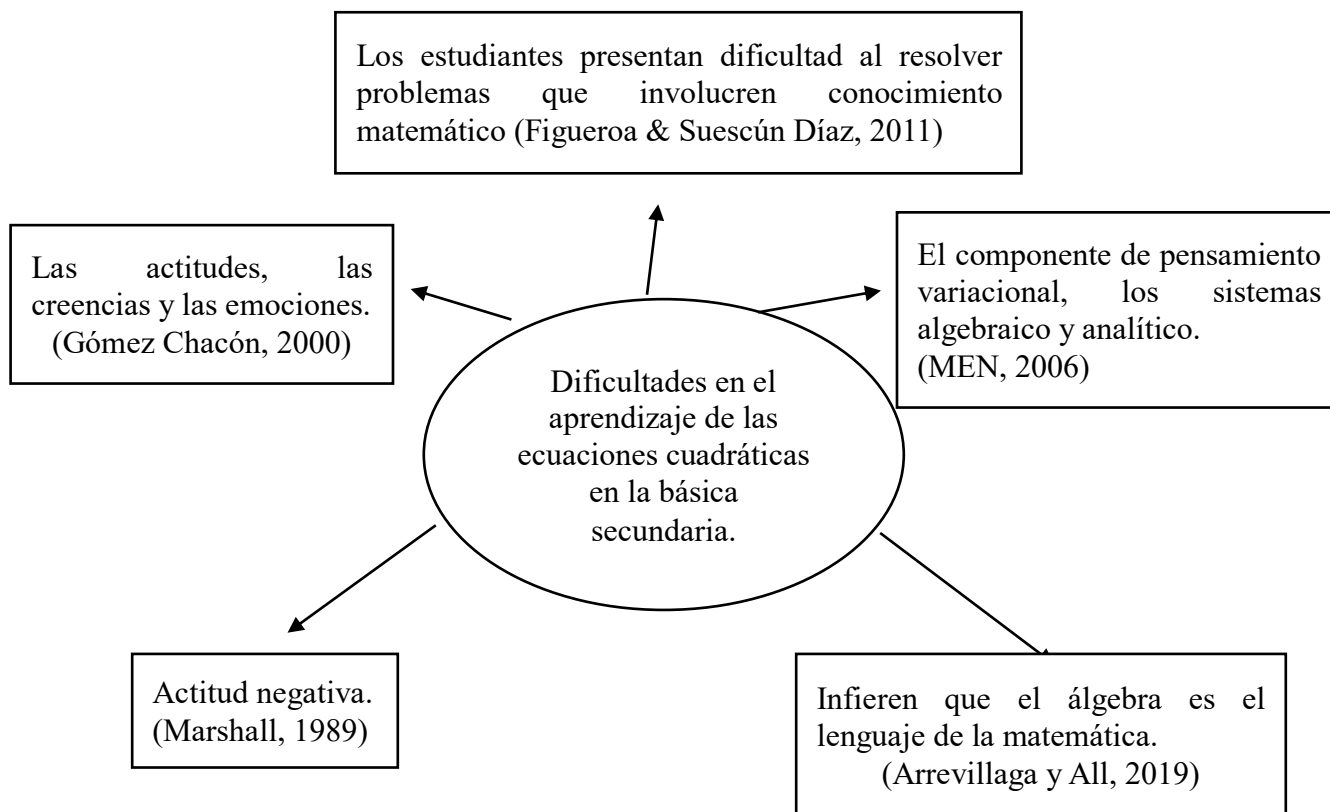 Los estudiantes presentan dificultad al resolver
problemas que involucren conocimiento
matemático (Figueroa & Suescún Díaz, 2011)
Las actitudes, las
creencias y las emociones.
(Gómez Chacón, 2000)
El componente de pensamiento
variacional, los sistemas
algebraico y analítico.
(MEN, 2006)
Dificultades en el
aprendizaje de las
ecuaciones cuadráticas
en la básica
secundaria.
Actitud negativa.
(Marshall, 1989)
Infieren que el álgebra es el
lenguaje de la matemática.
(Arrevillaga y All, 2019)